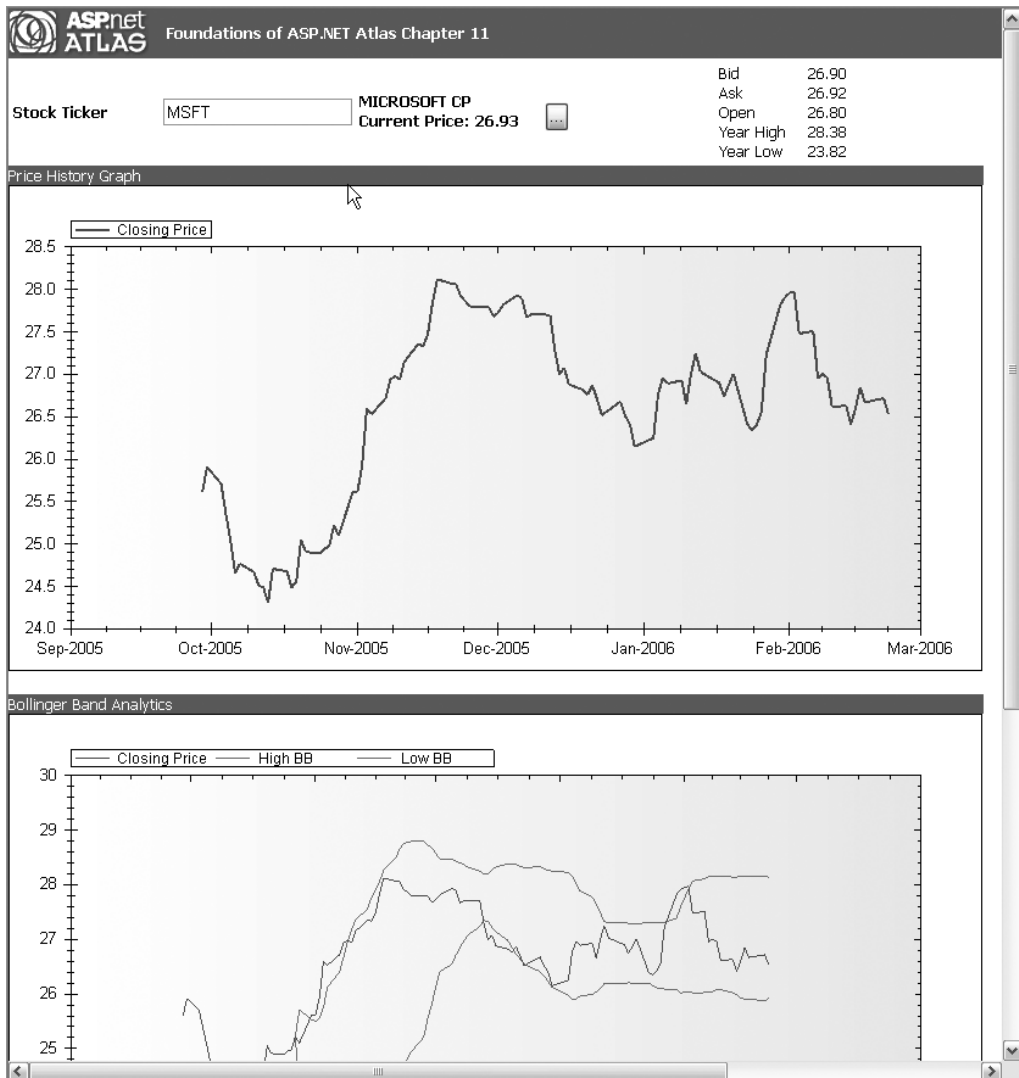 ASP.net
ATLAS
Foundations of ASP.NET Atlas Chapter 11
Stock Ticker
MSFT
MICROSOFT CP
Current Price: 26.93
...
Bid 26.90
Ask 26.92
Open 26.80
Year High 28.38
Year Low 23.82
Price History Graph
Closing Price
28.5
28.0
27.5
27.0
26.5
26.0
25.5
25.0
24.5
24.0
Sep-2005 Oct-2005 Nov-2005 Dec-2005 Jan-2006 Feb-2006 Mar-2006
Bollinger Band Analytics
Closing Price High BB Low BB
30
29
28
27
26
25